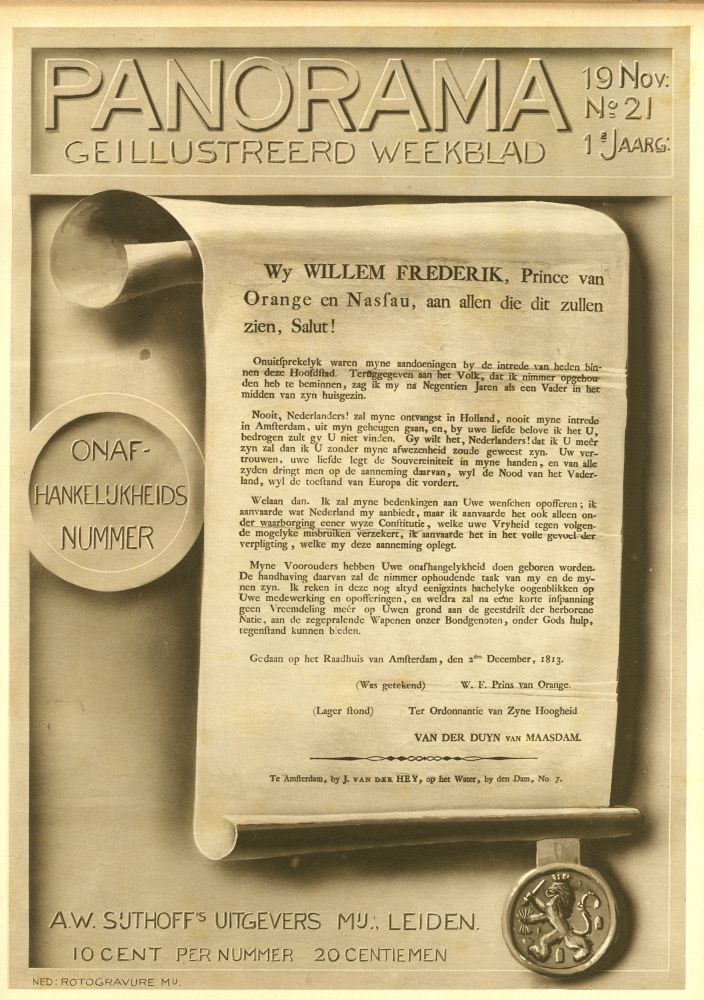 PANORAMA
GEILLUSTREERD WEEKBLAD
19 Nov:
No 21
1e JAARG:
Wy WILLEM FREDERIK, Prince van
Orange en Naſſau, aan allen die dit zullen
zien, Salut!
Onuitſprekelyk waren myne aandoeningen by de intrede van heden bin-
nen deze Hoofdſtad. Teruggegeven aan het Volk, dat ik nimmer opgehou-
den heb te beminnen, zag ik my na Negentien Jaren als een Vader in het
midden van zyn huisgezin.
Nooit, Nederlanders! zal myne ontvangst in Holland, nooit myne intrede
in Amſterdam, uit myn geheugen gaan, en, by uwe liefde belove ik het U,
bedrogen zult gy U niet vinden. Gy wilt het, Nederlanders! dat ik U meêr
zyn zal dan ik U zonder myne afwezenheid zoude geweest zyn. Uw ver-
trouwen, uwe liefde legt de Souvereiniteit in myne handen, en van alle
zyden dringt men op de aanneming daarvan, wyl de Nood van het Vader-
land, wyl de toeſtand van Europa dit vordert.
Welaan dan. Ik zal myne bedenkingen aan Uwe wenſchen opofferen; ik
aanvaarde wat Nederland my aanbiedt, maar ik aanvaarde het ook alleen on-
der waarborging eener wyze Conſtitutie, welke uwe Vryheid tegen volgen-
de mogelyke misbruiken verzekert, ik aanvaarde het in het volle gevoel der
verpligting, welke my deze aanneming oplegt.
Myne Voorouders hebben Uwe onafhangelykheid doen geboren worden.
De handhaving daarvan zal de nimmer ophoudende taak van my en de my-
nen zyn. Ik reken in deze nog altyd eenigzints hachelyke oogenblikken op
Uwe medewerking en opofferingen, en weldra zal na eene korte inſpanning
geen Vreemdeling meêr op Uwen grond aan de geestdrift der herborene
Natie, aan de zegepralende Wapenen onzer Bondgenoten, onder Gods hulp,
tegenſtand kunnen bieden.
Gedaan op het Raadhuis van Amſterdam, den 2den December, 1813.
(Was getekend) W. F. Prins van Orange.
(Lager ſtond) Ter Ordonnantie van Zyne Hoogheid
VAN DER DUYN VAN MAASDAM.
Te Amſterdam, by J. VAN DER HEY, op het Water, by den Dam, No 7.
ONAF-
HANKELIJKHEIDS
NUMMER
A.W. SIJTHOFF'S UITGEVERS MIJ:, LEIDEN.
10 CENT PER NUMMER 20 CENTIEMEN
NED: ROTOGRAVURE MIJ.